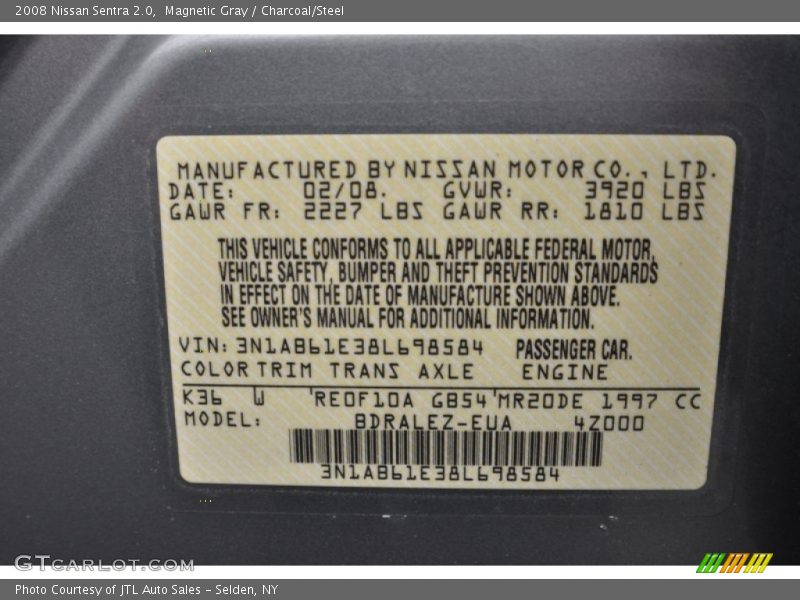 2008 Nissan Sentra 2.0,  Magnetic Gray / Charcoal/Steel
MANUFACTURED BY NISSAN MOTOR CO., LTD.
DATE: 02/08. GVWR: 3920 LBS
GAWR FR: 2227 LBS GAWR RR: 1810 LBS
THIS VEHICLE CONFORMS TO ALL APPLICABLE FEDERAL MOTOR
VEHICLE SAFETY, BUMPER AND THEFT PREVENTION STANDARDS
IN EFFECT ON THE DATE OF MANUFACTURE SHOWN ABOVE.
SEE OWNER'S MANUAL FOR ADDITIONAL INFORMATION.
VIN: 3N1AB61E38L698584 PASSENGER CAR.
COLOR TRIM TRANS AXLE ENGINE
K36 W RE0F10A GB54 MR20DE 1997 CC
MODEL: BDRALEZ-EUA 4Z000
3N1AB61E38L698584
GTcarlot.com
Photo Courtesy of JTL Auto Sales - Selden, NY